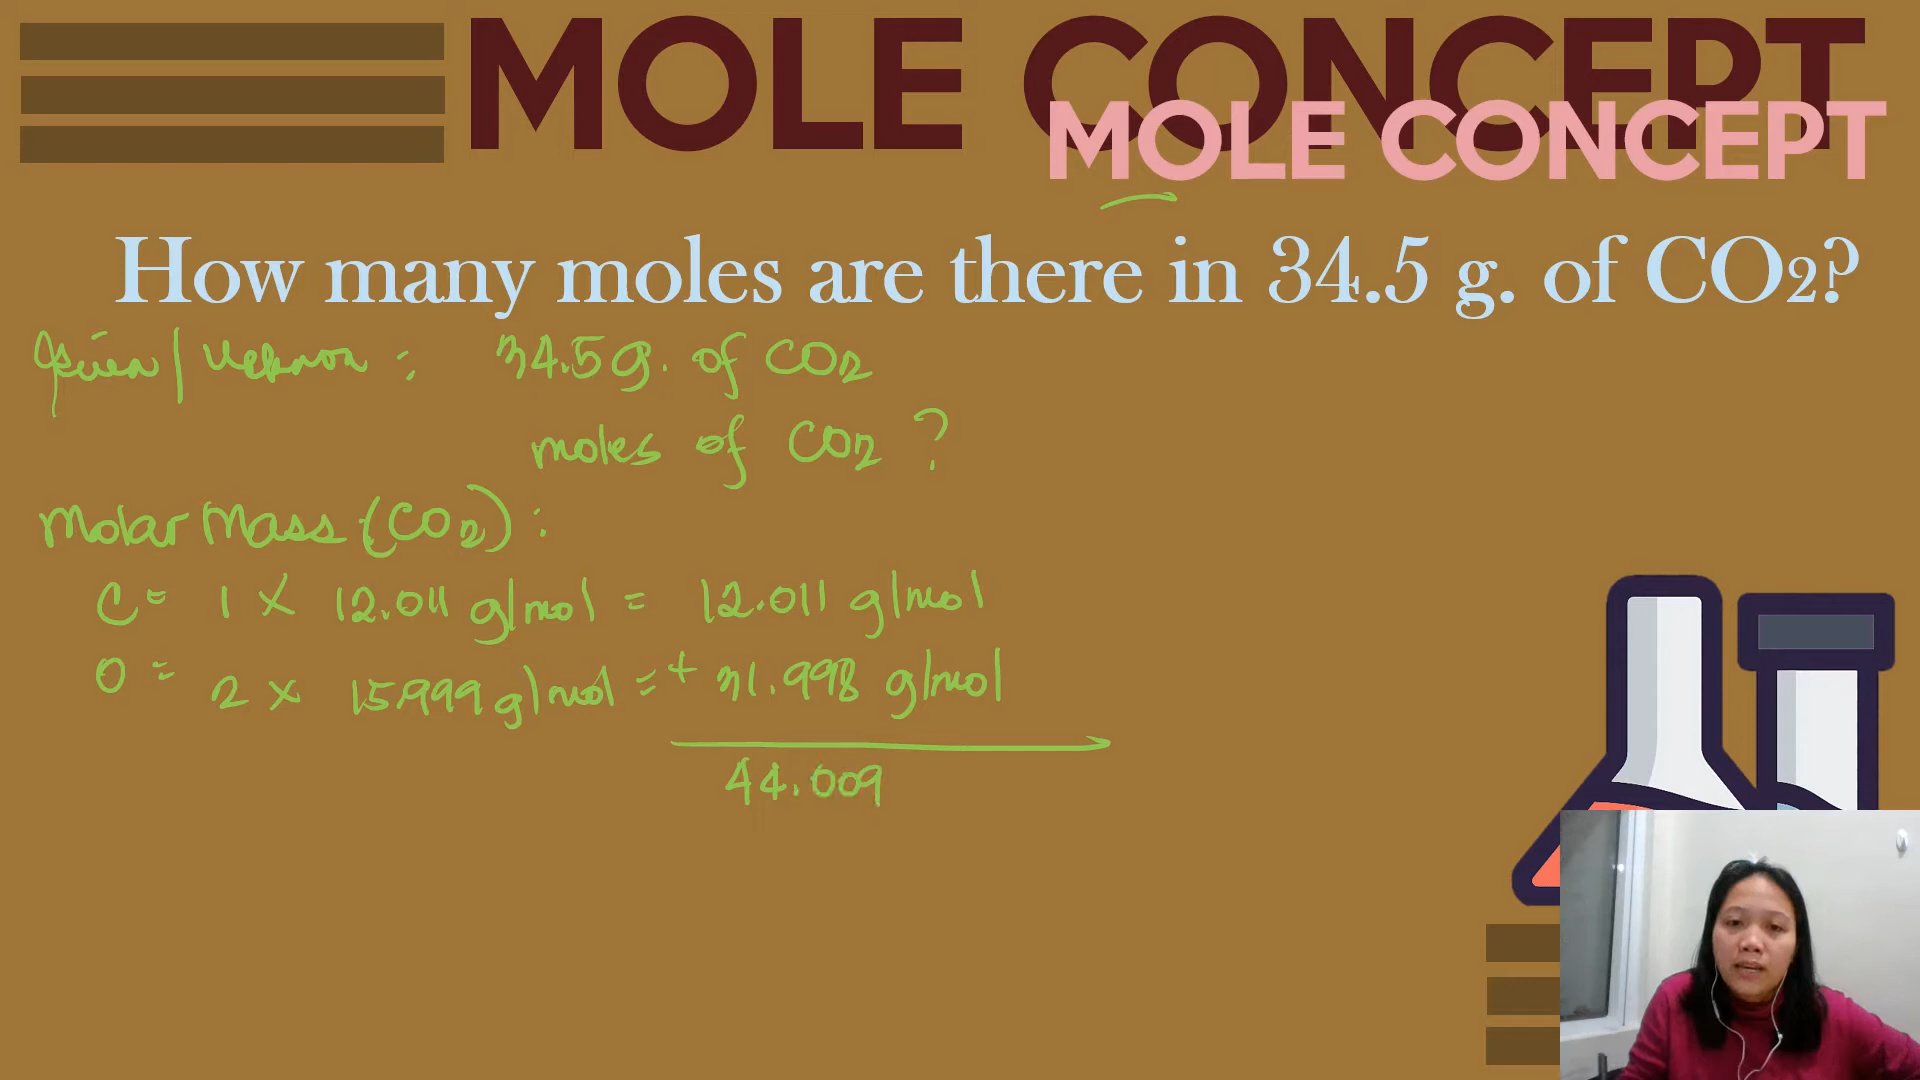 MOLE CONCEPT
MOLE CONCEPT
How many moles are there in 34.5 g. of CO2?
Given / Unknown : 34.5 g. of CO2
moles of CO2 ?
Molar Mass (CO2) :
C = 1 x 12.011 g/mol = 12.011 g/mol
O = 2 x 15.999 g/mol = + 31.998 g/mol
44.009